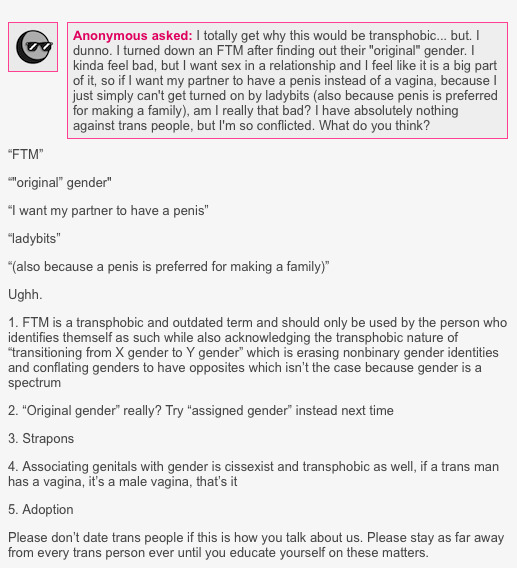 Anonymous asked: I totally get why this would be transphobic... but. I
dunno. I turned down an FTM after finding out their "original" gender. I
kinda feel bad, but I want sex in a relationship and I feel like it is a big part
of it, so if I want my partner to have a penis instead of a vagina, because I
just simply can't get turned on by ladybits (also because penis is preferred
for making a family), am I really that bad? I have absolutely nothing
against trans people, but I'm so conflicted. What do you think?
“FTM”
“"original” gender"
“I want my partner to have a penis”
“ladybits”
“(also because a penis is preferred for making a family)”
Ughh.
1. FTM is a transphobic and outdated term and should only be used by the person who
identifies themself as such while also acknowledging the transphobic nature of
“transitioning from X gender to Y gender” which is erasing nonbinary gender identities
and conflating genders to have opposites which isn’t the case because gender is a
spectrum
2. “Original gender” really? Try “assigned gender” instead next time
3. Strapons
4. Associating genitals with gender is cissexist and transphobic as well, if a trans man
has a vagina, it’s a male vagina, that’s it
5. Adoption
Please don’t date trans people if this is how you talk about us. Please stay as far away
from every trans person ever until you educate yourself on these matters.